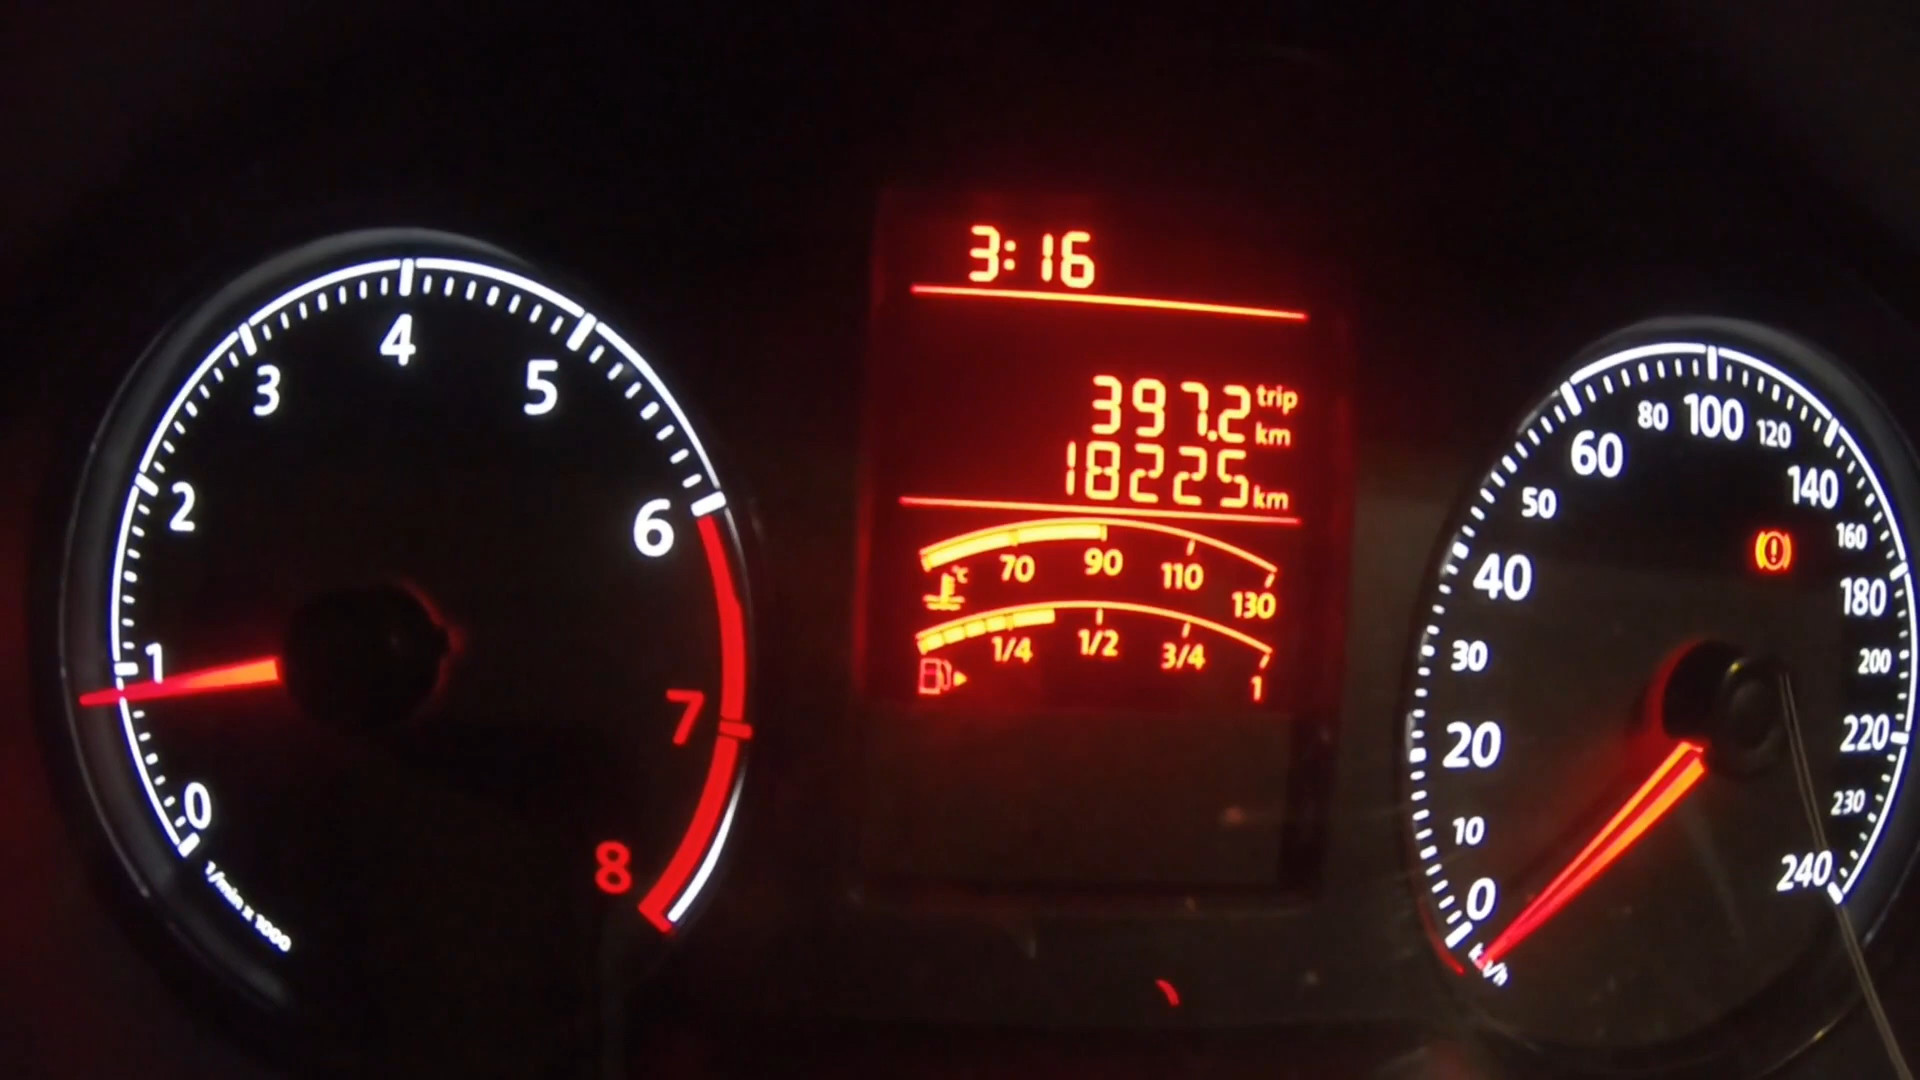 3:16
397.2 trip km
18225 km
70 90 110 130
°C
1/4 1/2 3/4 1
0 1 2 3 4 5 6 7 8
1/min x 1000
0 10 20 30 40 50 60 80 100 120 140 160 180 200 220 230 240
km/h